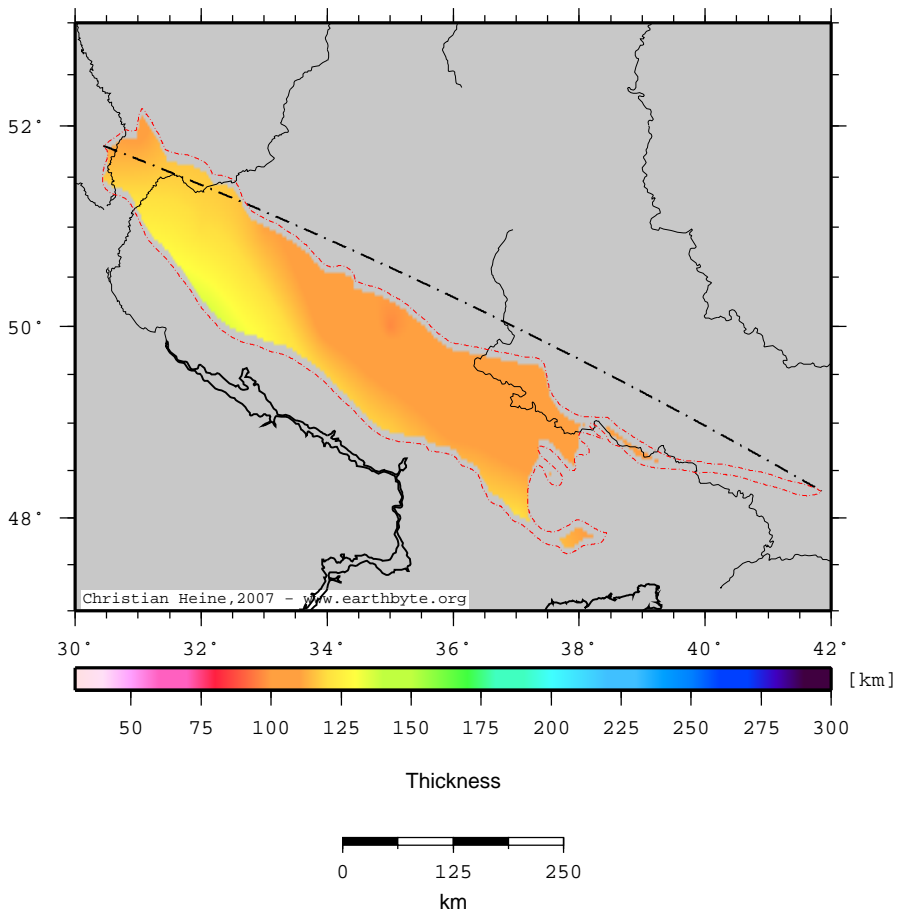 52°
50°
48°
Christian Heine,2007 - www.earthbyte.org
30° 32° 34° 36° 38° 40° 42°
[km]
50 75 100 125 150 175 200 225 250 275 300
Thickness
0 125 250
km